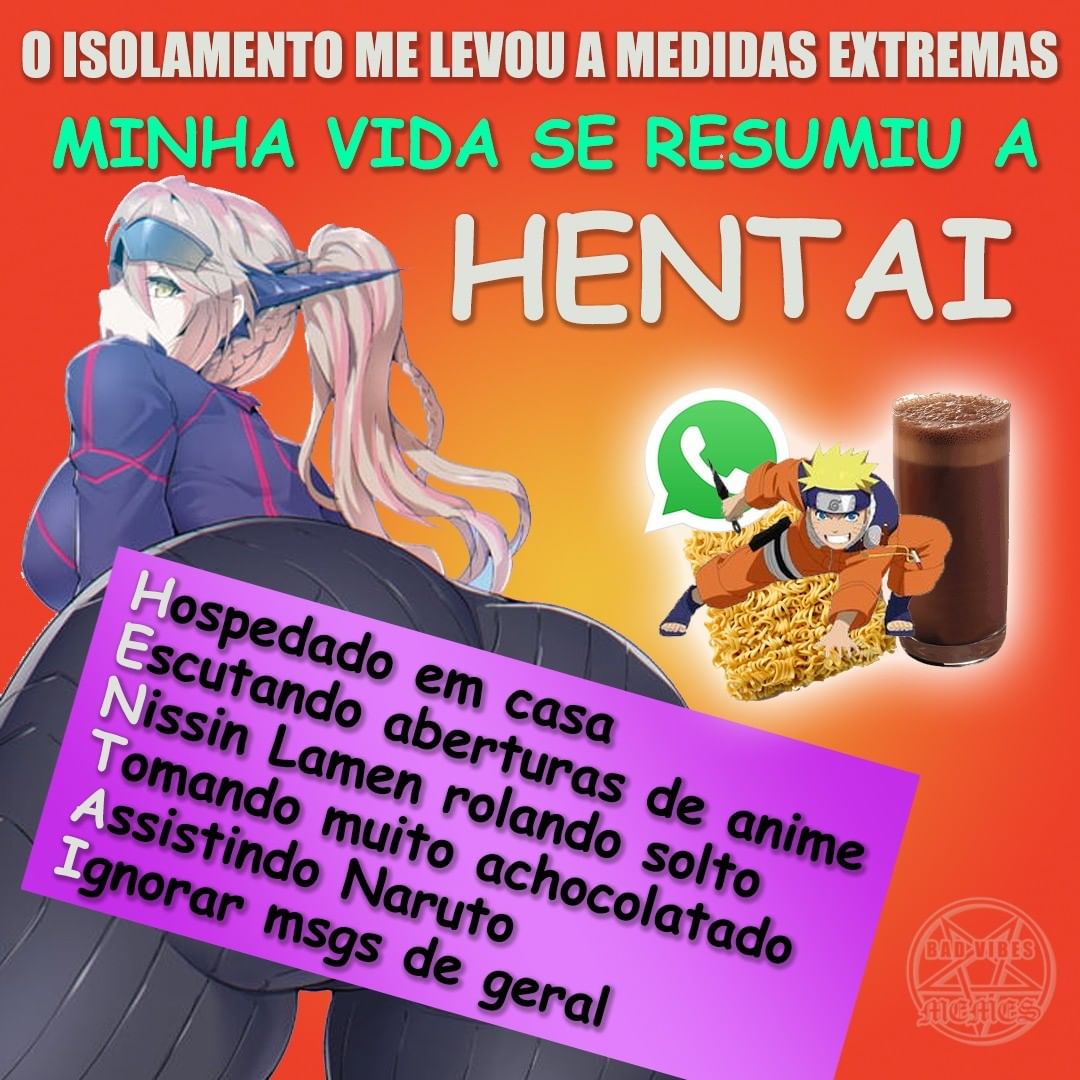 O ISOLAMENTO ME LEVOU A MEDIDAS EXTREMAS
MINHA VIDA SE RESUMIU A
HENTAI
Hospedado em casa
Escutando aberturas de anime
Nissin Lamen rolando solto
Tomando muito achocolatado
Assistindo Naruto
Ignorar msgs de geral
BAD VIBES
MEMES